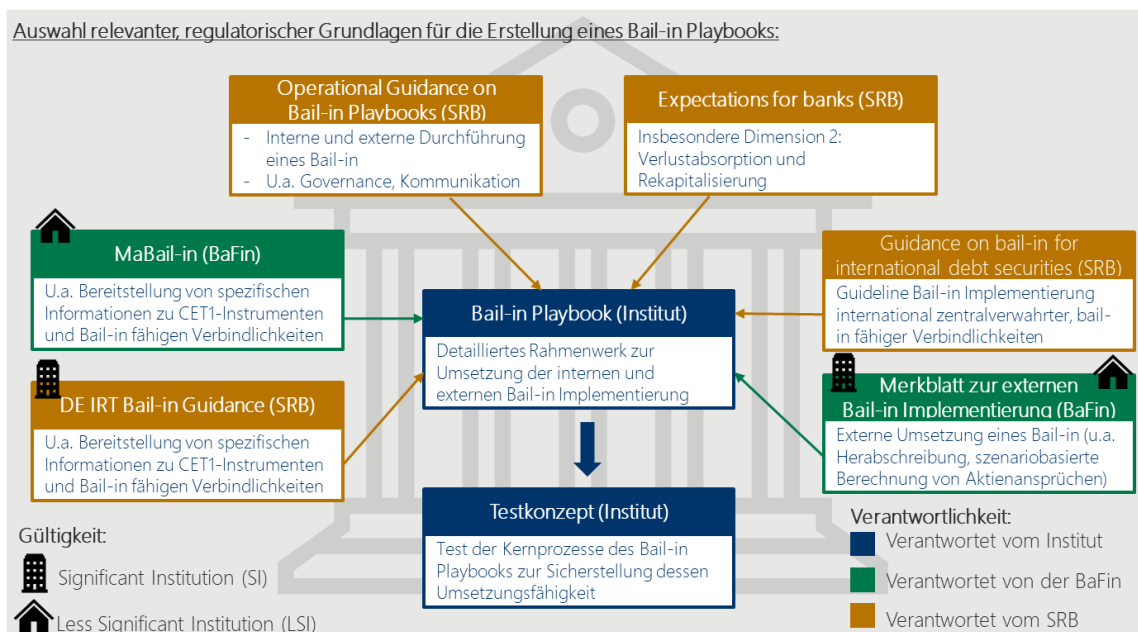 Auswahl relevanter, regulatorischer Grundlagen für die Erstellung eines Bail-in Playbooks:
Operational Guidance on
Bail-in Playbooks (SRB)
- Interne und externe Durchführung
eines Bail-in
- U.a. Governance, Kommunikation
Expectations for banks (SRB)
Insbesondere Dimension 2:
Verlustabsorption und
Rekapitalisierung
MaBail-in (BaFin)
U.a. Bereitstellung von spezifischen
Informationen zu CET1-Instrumenten
und Bail-in fähigen Verbindlichkeiten
Bail-in Playbook (Institut)
Detailliertes Rahmenwerk zur
Umsetzung der internen und
externen Bail-in Implementierung
Guidance on bail-in for
international debt securities (SRB)
Guideline Bail-in Implementierung
international zentralverwahrter, bail-
in fähiger Verbindlichkeiten
DE IRT Bail-in Guidance (SRB)
U.a. Bereitstellung von spezifischen
Informationen zu CET1-Instrumenten
und Bail-in fähigen Verbindlichkeiten
Merkblatt zur externen
Bail-in Implementierung (BaFin)
Externe Umsetzung eines Bail-in (u.a.
Herabschreibung, szenariobasierte
Berechnung von Aktienansprüchen)
Testkonzept (Institut)
Test der Kernprozesse des Bail-in
Playbooks zur Sicherstellung dessen
Umsetzungsfähigkeit
Gültigkeit:
Significant Institution (SI)
Less Significant Institution (LSI)
Verantwortlichkeit:
Verantwortet vom Institut
Verantwortet von der BaFin
Verantwortet vom SRB